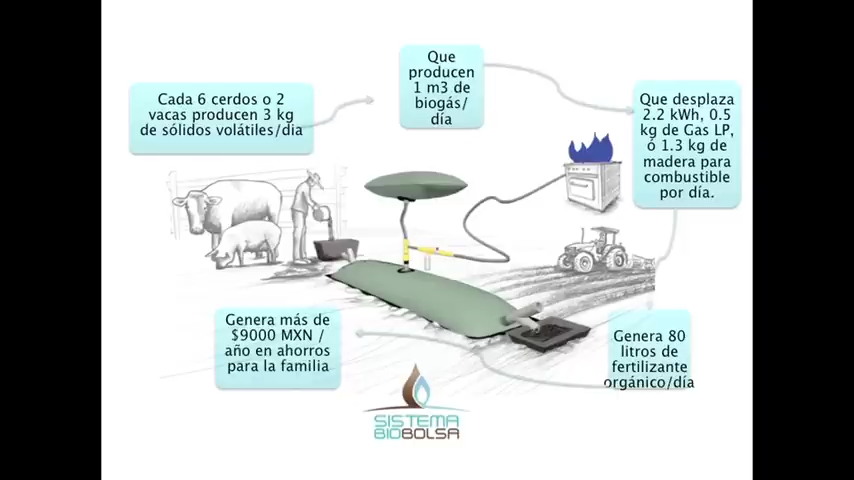 Cada 6 cerdos o 2
vacas producen 3 kg
de sólidos volátiles/dia
Que
producen
1 m3 de
biogás/
día
Que desplaza
2.2 kWh, 0.5
kg de Gas LP,
ó 1.3 kg de
madera para
combustible
por día.
Genera 80
litros de
fertilizante
orgánico/día
Genera más de
$9000 MXN /
año en ahorros
para la familia
SISTEMA
BIOBOLSA